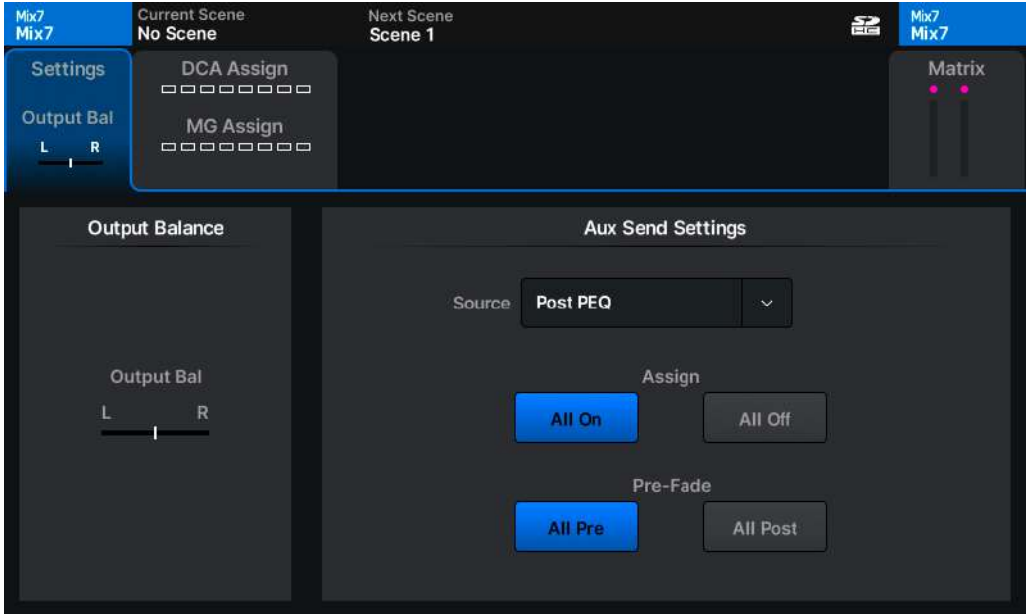 Mix7
Mix7
Current Scene
No Scene
Next Scene
Scene 1
SD HC
Mix7
Mix7
Settings
Output Bal
L R
DCA Assign
MG Assign
Matrix
Output Balance
Output Bal
L R
Aux Send Settings
Source Post PEQ
Assign
All On All Off
Pre-Fade
All Pre All Post